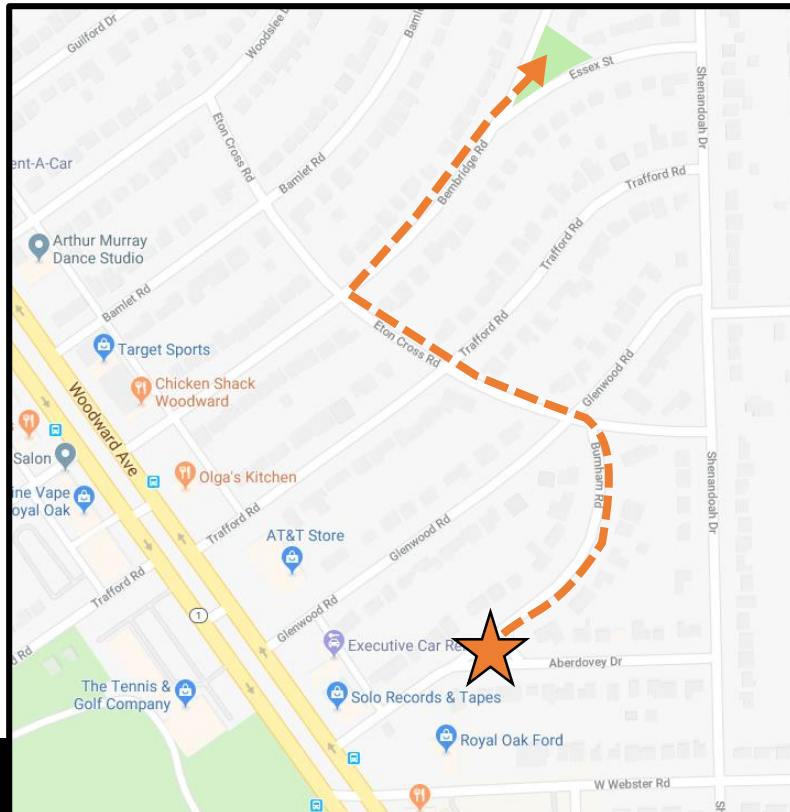 Guilford Dr
Woodslee D
Baml
Essex St
Shenandoah Dr
ent-A-Car
Eton Cross Rd
Bamlet Rd
Bembridge Rd
Trafford Rd
Arthur Murray
Dance Studio
Trafford Rd
Bamlet Rd
Eton Cross Rd
Trafford Rd
Target Sports
Chicken Shack
Woodward
Glenwood Rd
Woodward Ave
Salon
Olga's Kitchen
Burnham Rd
Shenandoah Dr
ine Vape
oyal Oak
Trafford Rd
AT&T Store
Glenwood Rd
Trafford Rd
1
Glenwood Rd
d Rd
Executive Car Re
Aberdovey Dr
The Tennis &
Golf Company
Solo Records & Tapes
Royal Oak Ford
W Webster Rd
Sh